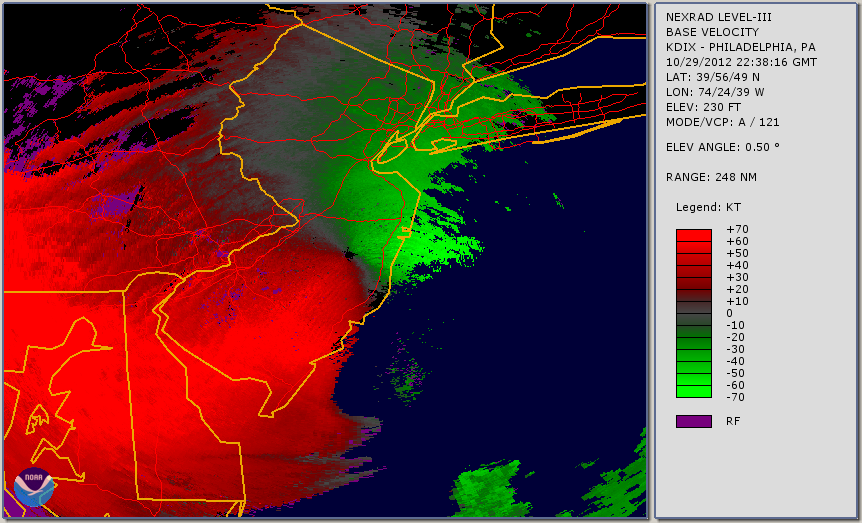 NEXRAD LEVEL-III
BASE VELOCITY
KDIX - PHILADELPHIA, PA
10/29/2012 22:38:16 GMT
LAT: 39/56/49 N
LON: 74/24/39 W
ELEV: 230 FT
MODE/VCP: A / 121
ELEV ANGLE: 0.50 °
RANGE: 248 NM
Legend: KT
+70
+60
+50
+40
+30
+20
+10
0
-10
-20
-30
-40
-50
-60
-70
RF
NOAA